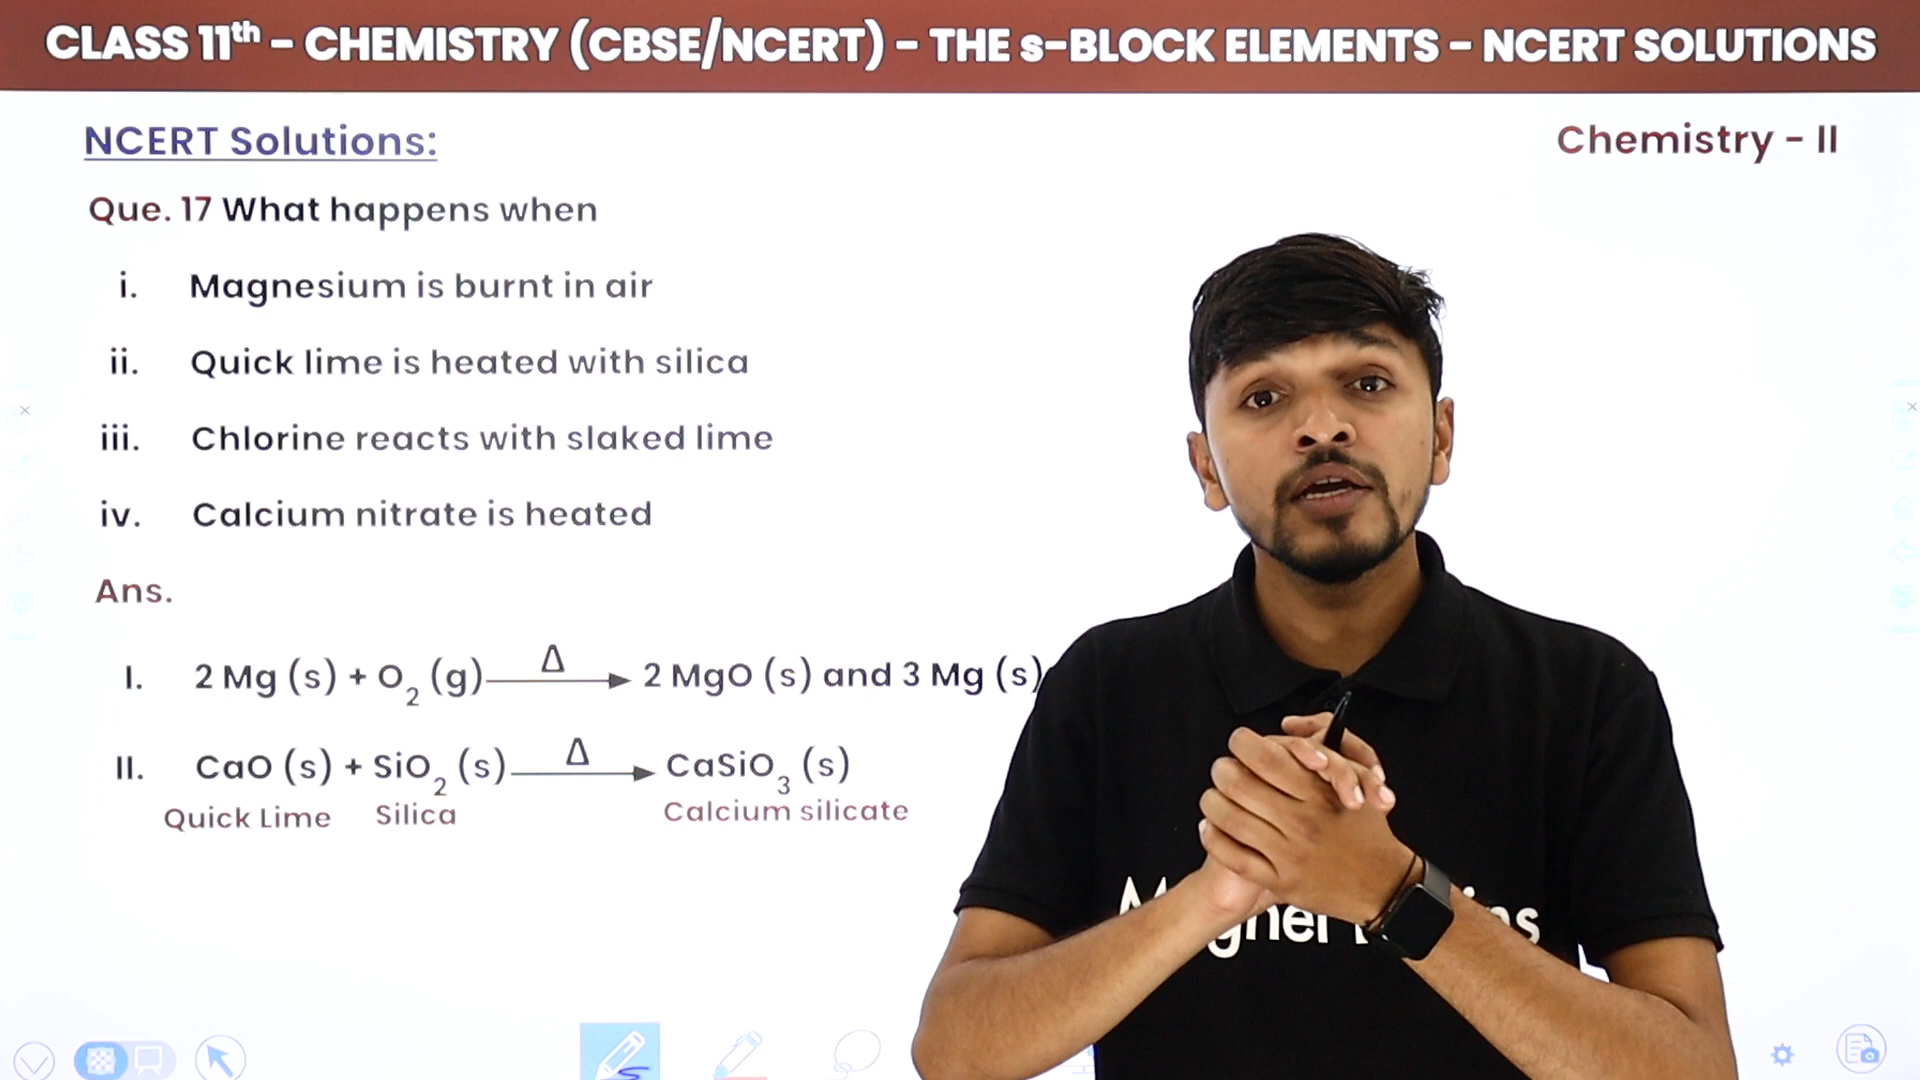 CLASS 11th – CHEMISTRY (CBSE/NCERT) – THE s–BLOCK ELEMENTS – NCERT SOLUTIONS
NCERT Solutions:
Chemistry – II
Que. 17 What happens when
i. Magnesium is burnt in air
ii. Quick lime is heated with silica
iii. Chlorine reacts with slaked lime
iv. Calcium nitrate is heated
Ans.
I. 2 Mg (s) + O₂ (g) —Δ→ 2 MgO (s) and 3 Mg (s)
II. CaO (s) + SiO₂ (s) —Δ→ CaSiO₃ (s)
Quick Lime Silica Calcium silicate